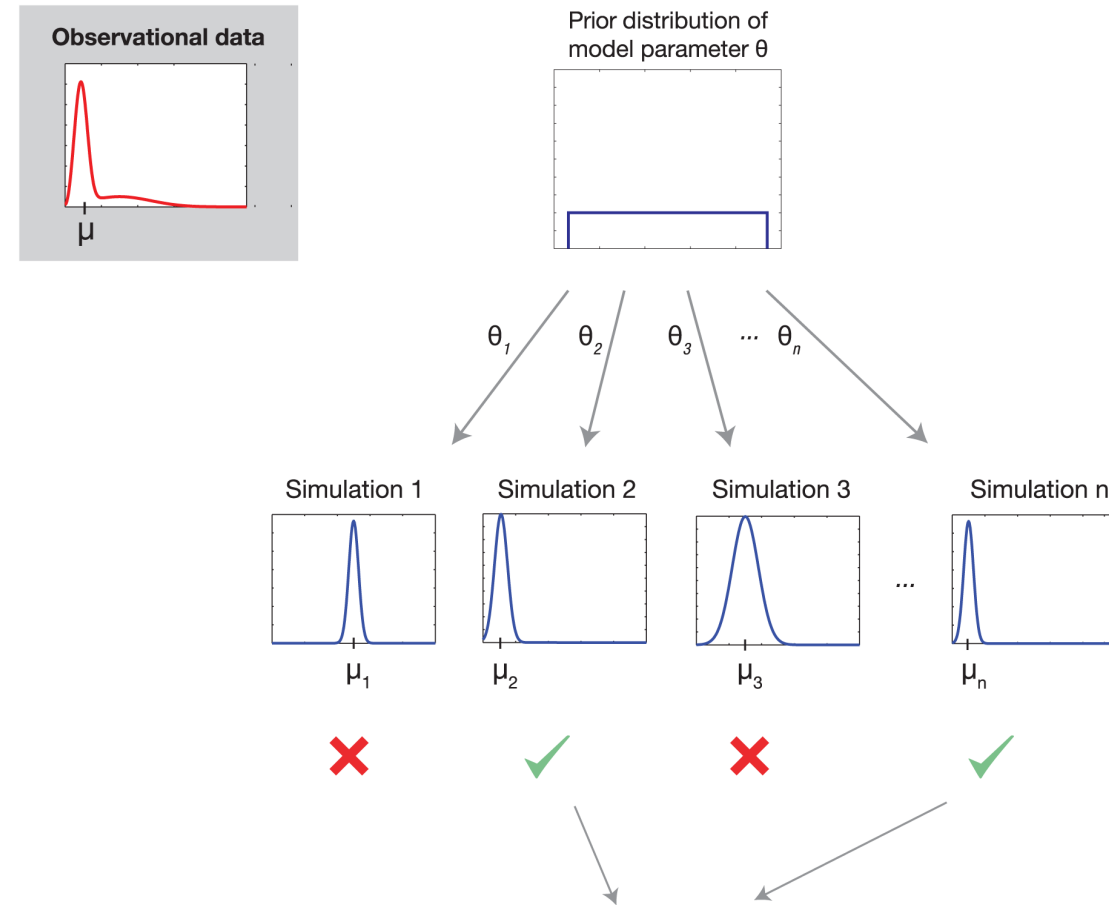 Observational data
μ
Prior distribution of
model parameter θ
θ1
θ2
θ3
...
θn
Simulation 1
Simulation 2
Simulation 3
Simulation n
...
μ1
μ2
μ3
μn